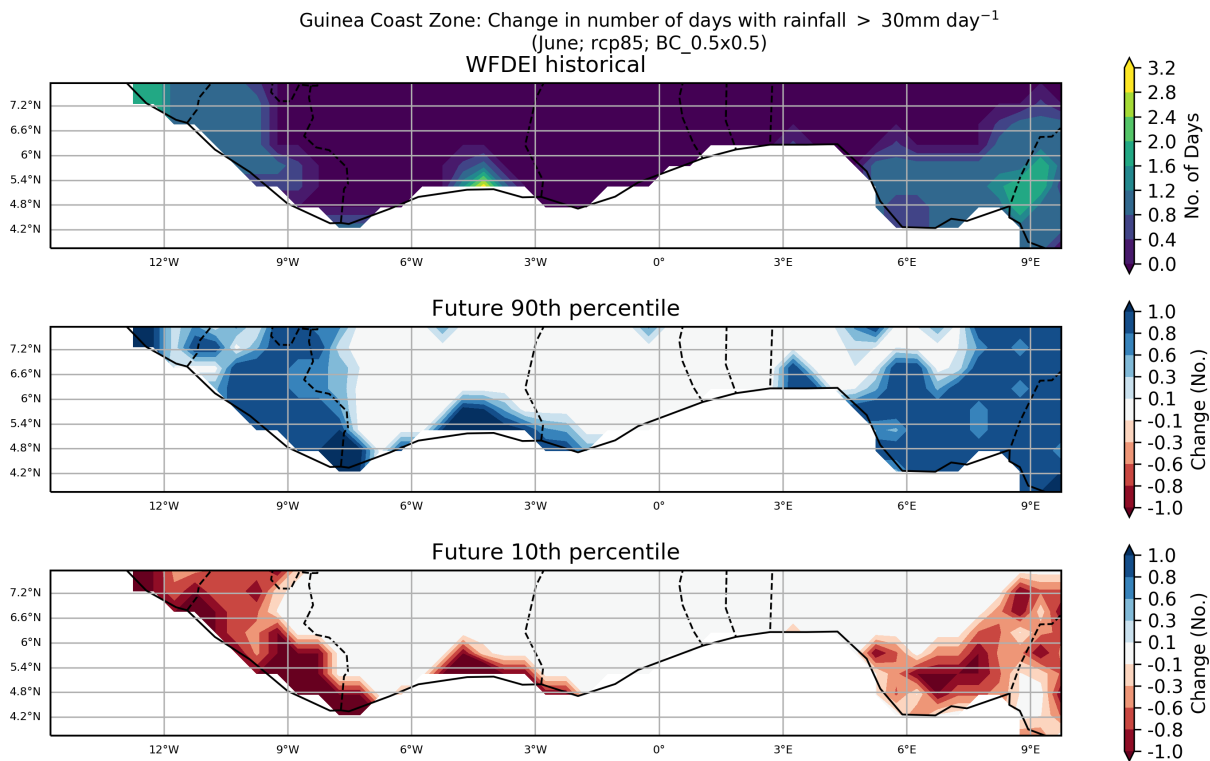 Guinea Coast Zone: Change in number of days with rainfall > 30mm day⁻¹
(June; rcp85; BC_0.5x0.5)
WFDEI historical
7.2°N
6.6°N
6°N
5.4°N
4.8°N
4.2°N
12°W 9°W 6°W 3°W 0° 3°E 6°E 9°E
3.2
2.8
2.4
2.0
1.6
1.2
0.8
0.4
0.0
No. of Days
Future 90th percentile
7.2°N
6.6°N
6°N
5.4°N
4.8°N
4.2°N
12°W 9°W 6°W 3°W 0° 3°E 6°E 9°E
1.0
0.8
0.6
0.3
0.1
-0.1
-0.3
-0.6
-0.8
-1.0
Change (No.)
Future 10th percentile
7.2°N
6.6°N
6°N
5.4°N
4.8°N
4.2°N
12°W 9°W 6°W 3°W 0° 3°E 6°E 9°E
1.0
0.8
0.6
0.3
0.1
-0.1
-0.3
-0.6
-0.8
-1.0
Change (No.)